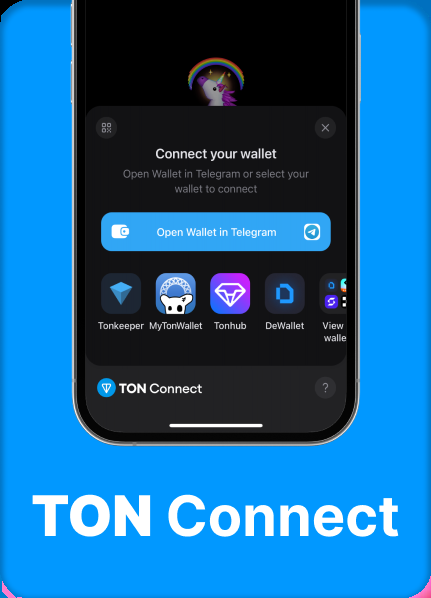 Connect your wallet
Open Wallet in Telegram or select your
wallet to connect
Open Wallet in Telegram
Tonkeeper MyTonWallet Tonhub DeWallet View
walle
TON Connect
?
TON Connect